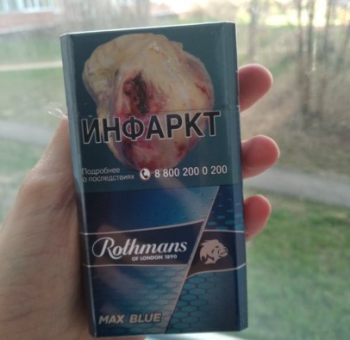 ИНФАРКТ
Подробнее
о последствиях 8 800 200 0 200
Rothmans
OF LONDON 1890
MAX BLUE